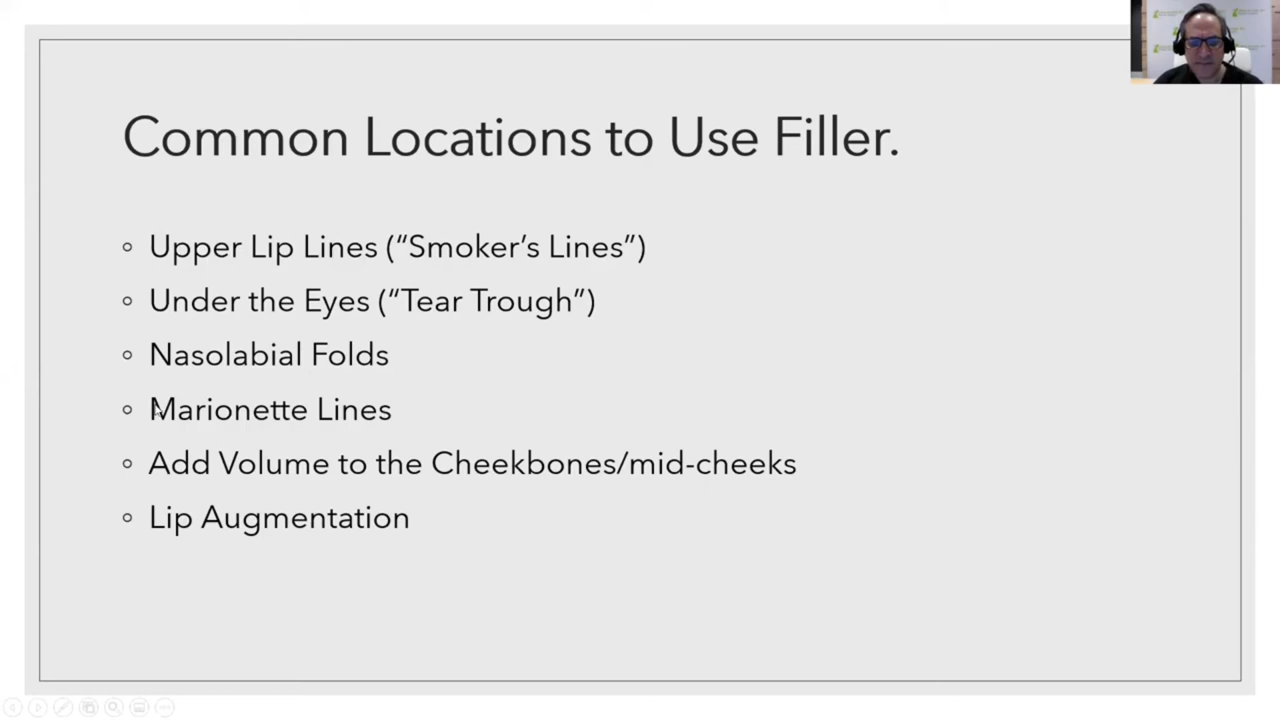 Common Locations to Use Filler.
Upper Lip Lines (“Smoker’s Lines”)
Under the Eyes (“Tear Trough”)
Nasolabial Folds
Marionette Lines
Add Volume to the Cheekbones/mid-cheeks
Lip Augmentation